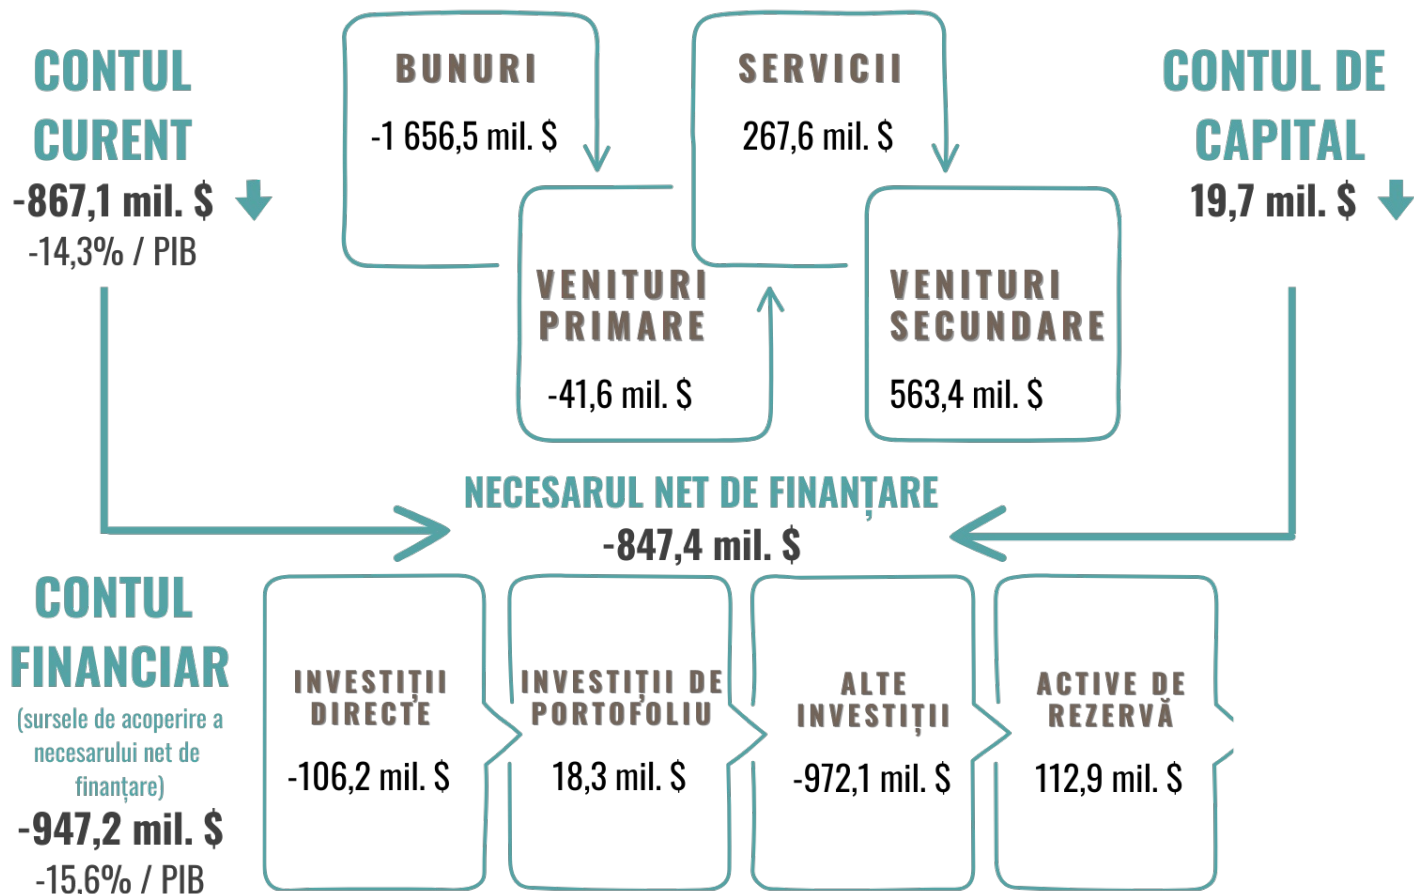 CONTUL
CURENT
-867,1 mil. $
-14,3% / PIB
BUNURI
-1 656,5 mil. $
SERVICII
267,6 mil. $
CONTUL DE
CAPITAL
19,7 mil. $
VENITURI
PRIMARE
-41,6 mil. $
VENITURI
SECUNDARE
563,4 mil. $
NECESARUL NET DE FINANȚARE
-847,4 mil. $
CONTUL
FINANCIAR
(sursele de acoperire a
necesarului net de
finanțare)
-947,2 mil. $
-15,6% / PIB
INVESTIȚII
DIRECTE
-106,2 mil. $
INVESTIȚII DE
PORTOFOLIU
18,3 mil. $
ALTE
INVESTIȚII
-972,1 mil. $
ACTIVE DE
REZERVĂ
112,9 mil. $